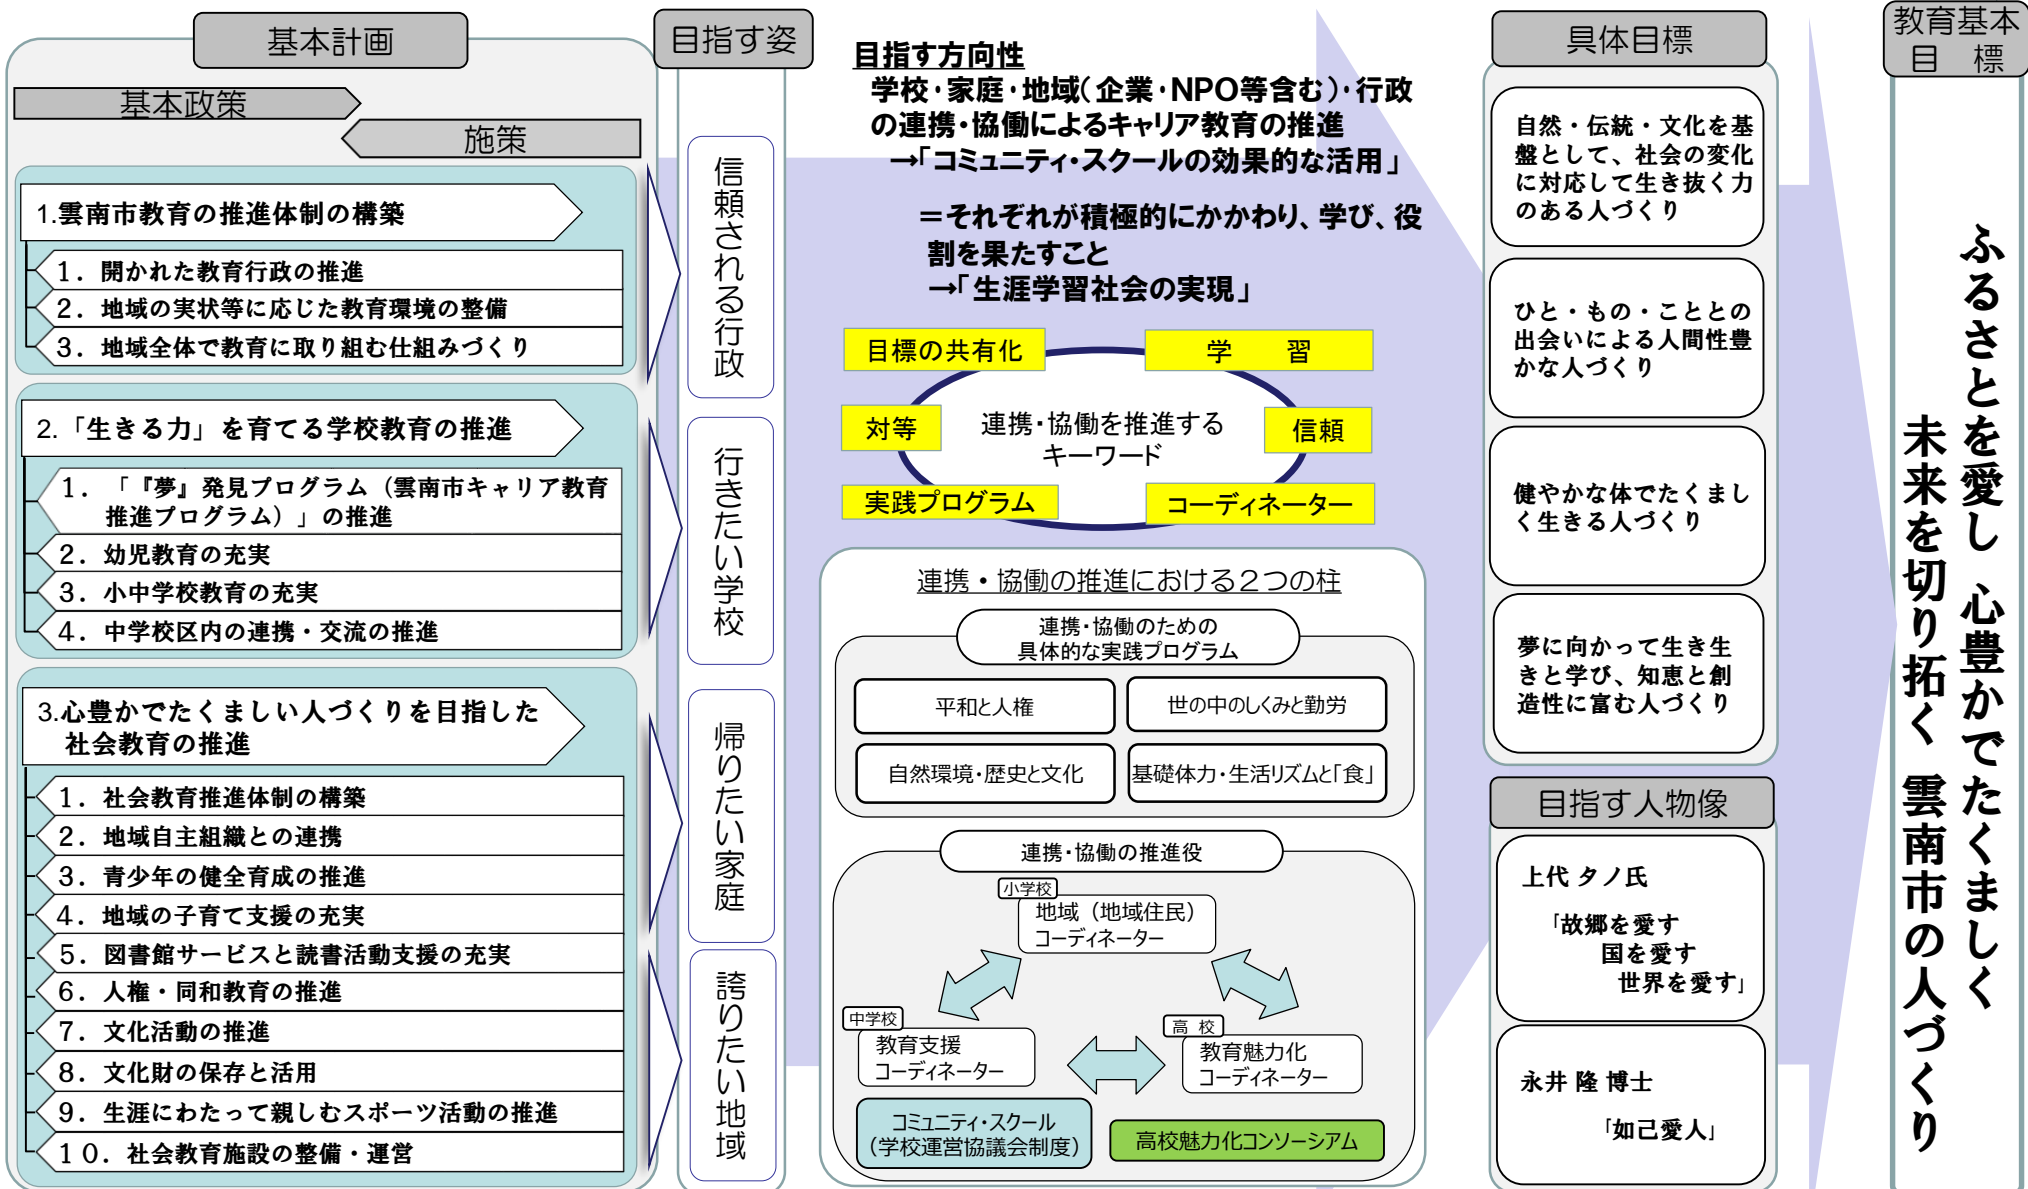 基本計画
基本政策
施策
1.雲南市教育の推進体制の構築
１．開かれた教育行政の推進
２．地域の実状等に応じた教育環境の整備
３．地域全体で教育に取り組む仕組みづくり
2.「生きる力」を育てる学校教育の推進
１．「『夢』発見プログラム（雲南市キャリア教育
推進プログラム）」の推進
２．幼児教育の充実
３．小中学校教育の充実
４．中学校区内の連携・交流の推進
3.心豊かでたくましい人づくりを目指した
社会教育の推進
１．社会教育推進体制の構築
２．地域自主組織との連携
３．青少年の健全育成の推進
４．地域の子育て支援の充実
５．図書館サービスと読書活動支援の充実
６．人権・同和教育の推進
７．文化活動の推進
８．文化財の保存と活用
９．生涯にわたって親しむスポーツ活動の推進
１０．社会教育施設の整備・運営
目指す姿
信頼される行政
行きたい学校
帰りたい家庭
誇りたい地域
目指す方向性
学校・家庭・地域（企業・NPO等含む）・行政
の連携・協働によるキャリア教育の推進
→「コミュニティ・スクールの効果的な活用」
＝それぞれが積極的にかかわり、学び、役
割を果たすこと
→「生涯学習社会の実現」
目標の共有化
学　習
対等
連携・協働を推進する
キーワード
信頼
実践プログラム
コーディネーター
連携・協働の推進における２つの柱
連携・協働のための
具体的な実践プログラム
平和と人権
世の中のしくみと勤労
自然環境・歴史と文化
基礎体力・生活リズムと「食」
連携・協働の推進役
小学校
地域（地域住民）
コーディネーター
中学校
教育支援
コーディネーター
高 校
教育魅力化
コーディネーター
コミュニティ・スクール
（学校運営協議会制度）
高校魅力化コンソーシアム
具体目標
自然・伝統・文化を基
盤として、社会の変化
に対応して生き抜く力
のある人づくり
ひと・もの・こととの
出会いによる人間性豊
かな人づくり
健やかな体でたくまし
く生きる人づくり
夢に向かって生き生
きと学び、知恵と創
造性に富む人づくり
目指す人物像
上代 タノ氏
「故郷を愛す
国を愛す
世界を愛す」
永井 隆 博士
「如己愛人」
教育基本
目　標
ふるさとを愛し 心豊かでたくましく
未来を切り拓く 雲南市の人づくり